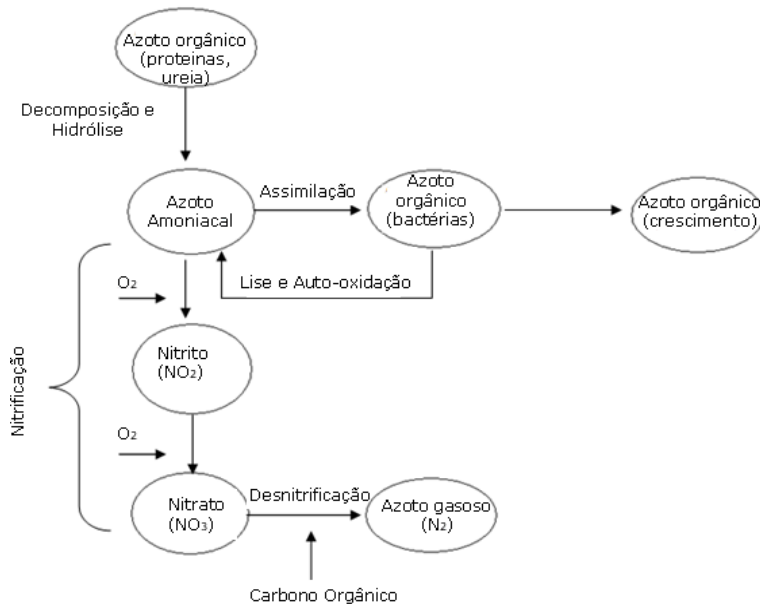 Azoto orgânico
(proteinas,
ureia)
Decomposição e
Hidrólise
Azoto
Amoniacal
Assimilação
Azoto
orgânico
(bactérias)
Azoto orgânico
(crescimento)
Lise e Auto-oxidação
O₂
Nitrificação
Nitrito
(NO₂)
O₂
Nitrato
(NO₃)
Desnitrificação
Azoto gasoso
(N₂)
Carbono Orgânico